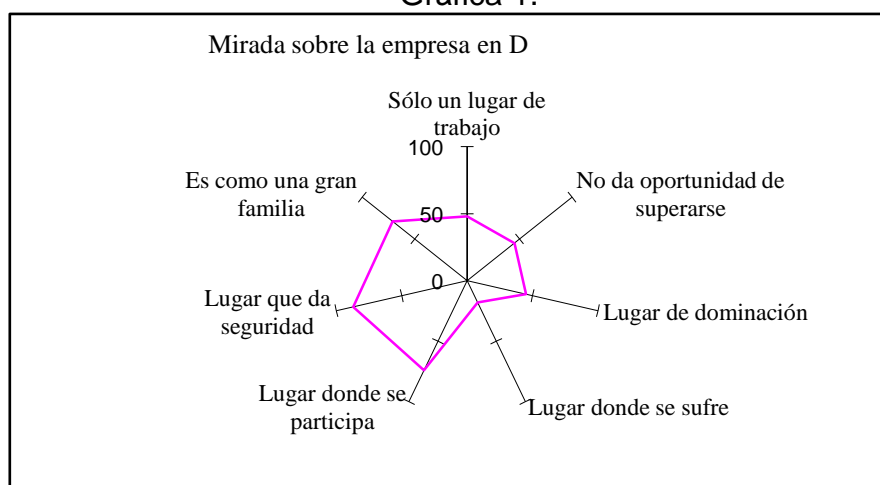 Gráfica 1.
Mirada sobre la empresa en D
Sólo un lugar de
trabajo
100
Es como una gran
familia
No da oportunidad de
superarse
50
0
Lugar que da
seguridad
Lugar de dominación
Lugar donde se
participa
Lugar donde se sufre